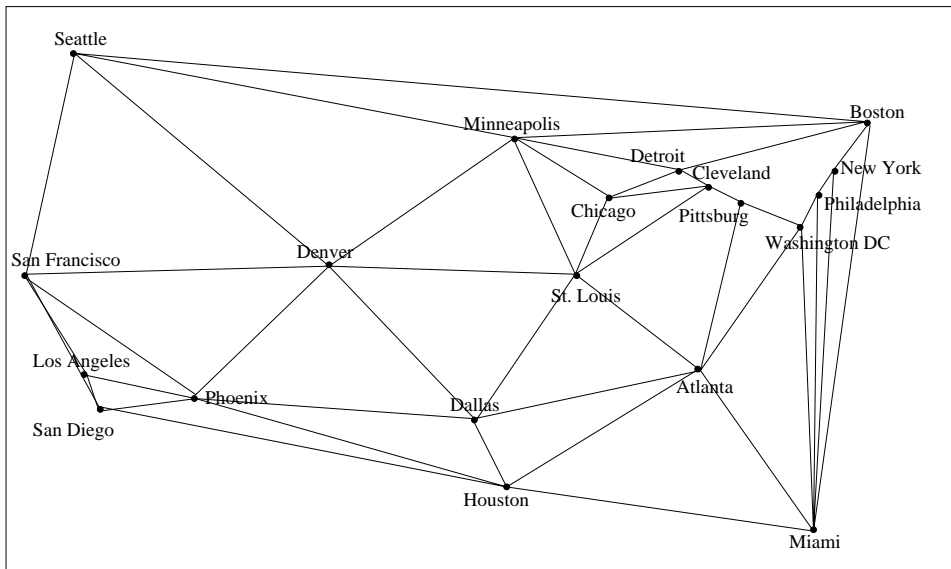 Seattle
Boston
Minneapolis
Detroit
Cleveland
New York
Chicago
Pittsburg
Philadelphia
Washington DC
San Francisco
Denver
St. Louis
Los Angeles
Phoenix
Dallas
Atlanta
San Diego
Houston
Miami